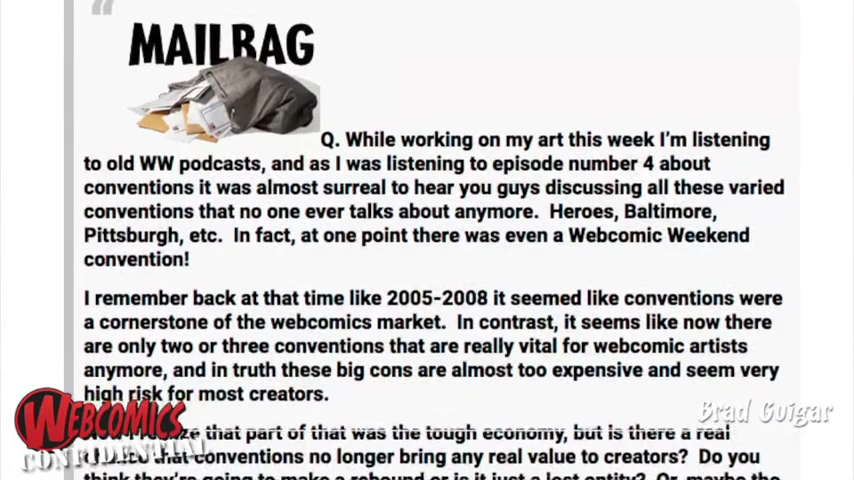 MAILBAG
Q. While working on my art this week I'm listening
to old WW podcasts, and as I was listening to episode number 4 about
conventions it was almost surreal to hear you guys discussing all these varied
conventions that no one ever talks about anymore. Heroes, Baltimore,
Pittsburgh, etc. In fact, at one point there was even a Webcomic Weekend
convention!
I remember back at that time like 2005-2008 it seemed like conventions were
a cornerstone of the webcomics market. In contrast, it seems like now there
are only two or three conventions that are really vital for webcomic artists
anymore, and in truth these big cons are almost too expensive and seem very
high risk for most creators.
that part of that was the tough economy, but is there a real
that conventions no longer bring any real value to creators? Do you
think they're going to make a rebound or is it just a lost entity? Or, maybe the
WEBCOMICS
CONFIDENTIAL
Brad Guigar